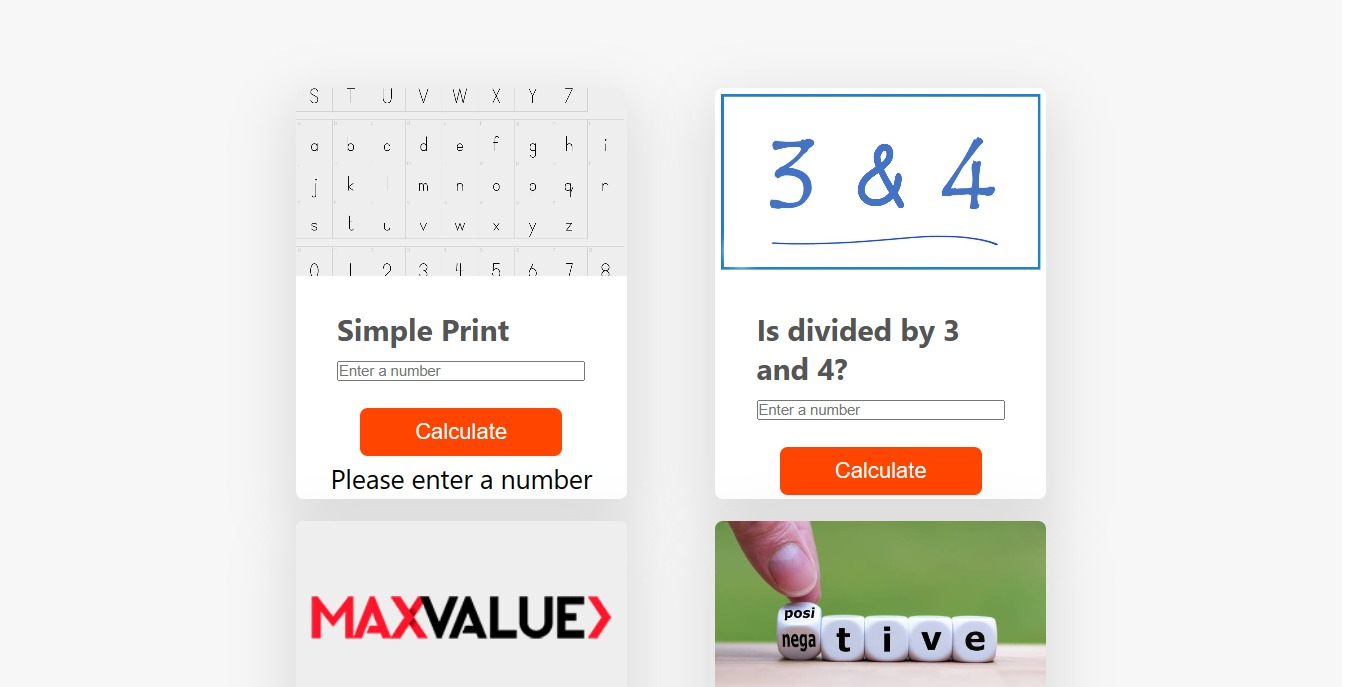 S T U V W X Y 7
a b c d e f g h i
j k l m n o p q r
s t u v w x y z
0 1 2 3 4 5 6 7 8
Simple Print
Enter a number
Calculate
Please enter a number
3 & 4
Is divided by 3
and 4?
Enter a number
Calculate
MAXVALUE
posi
nega t i v e